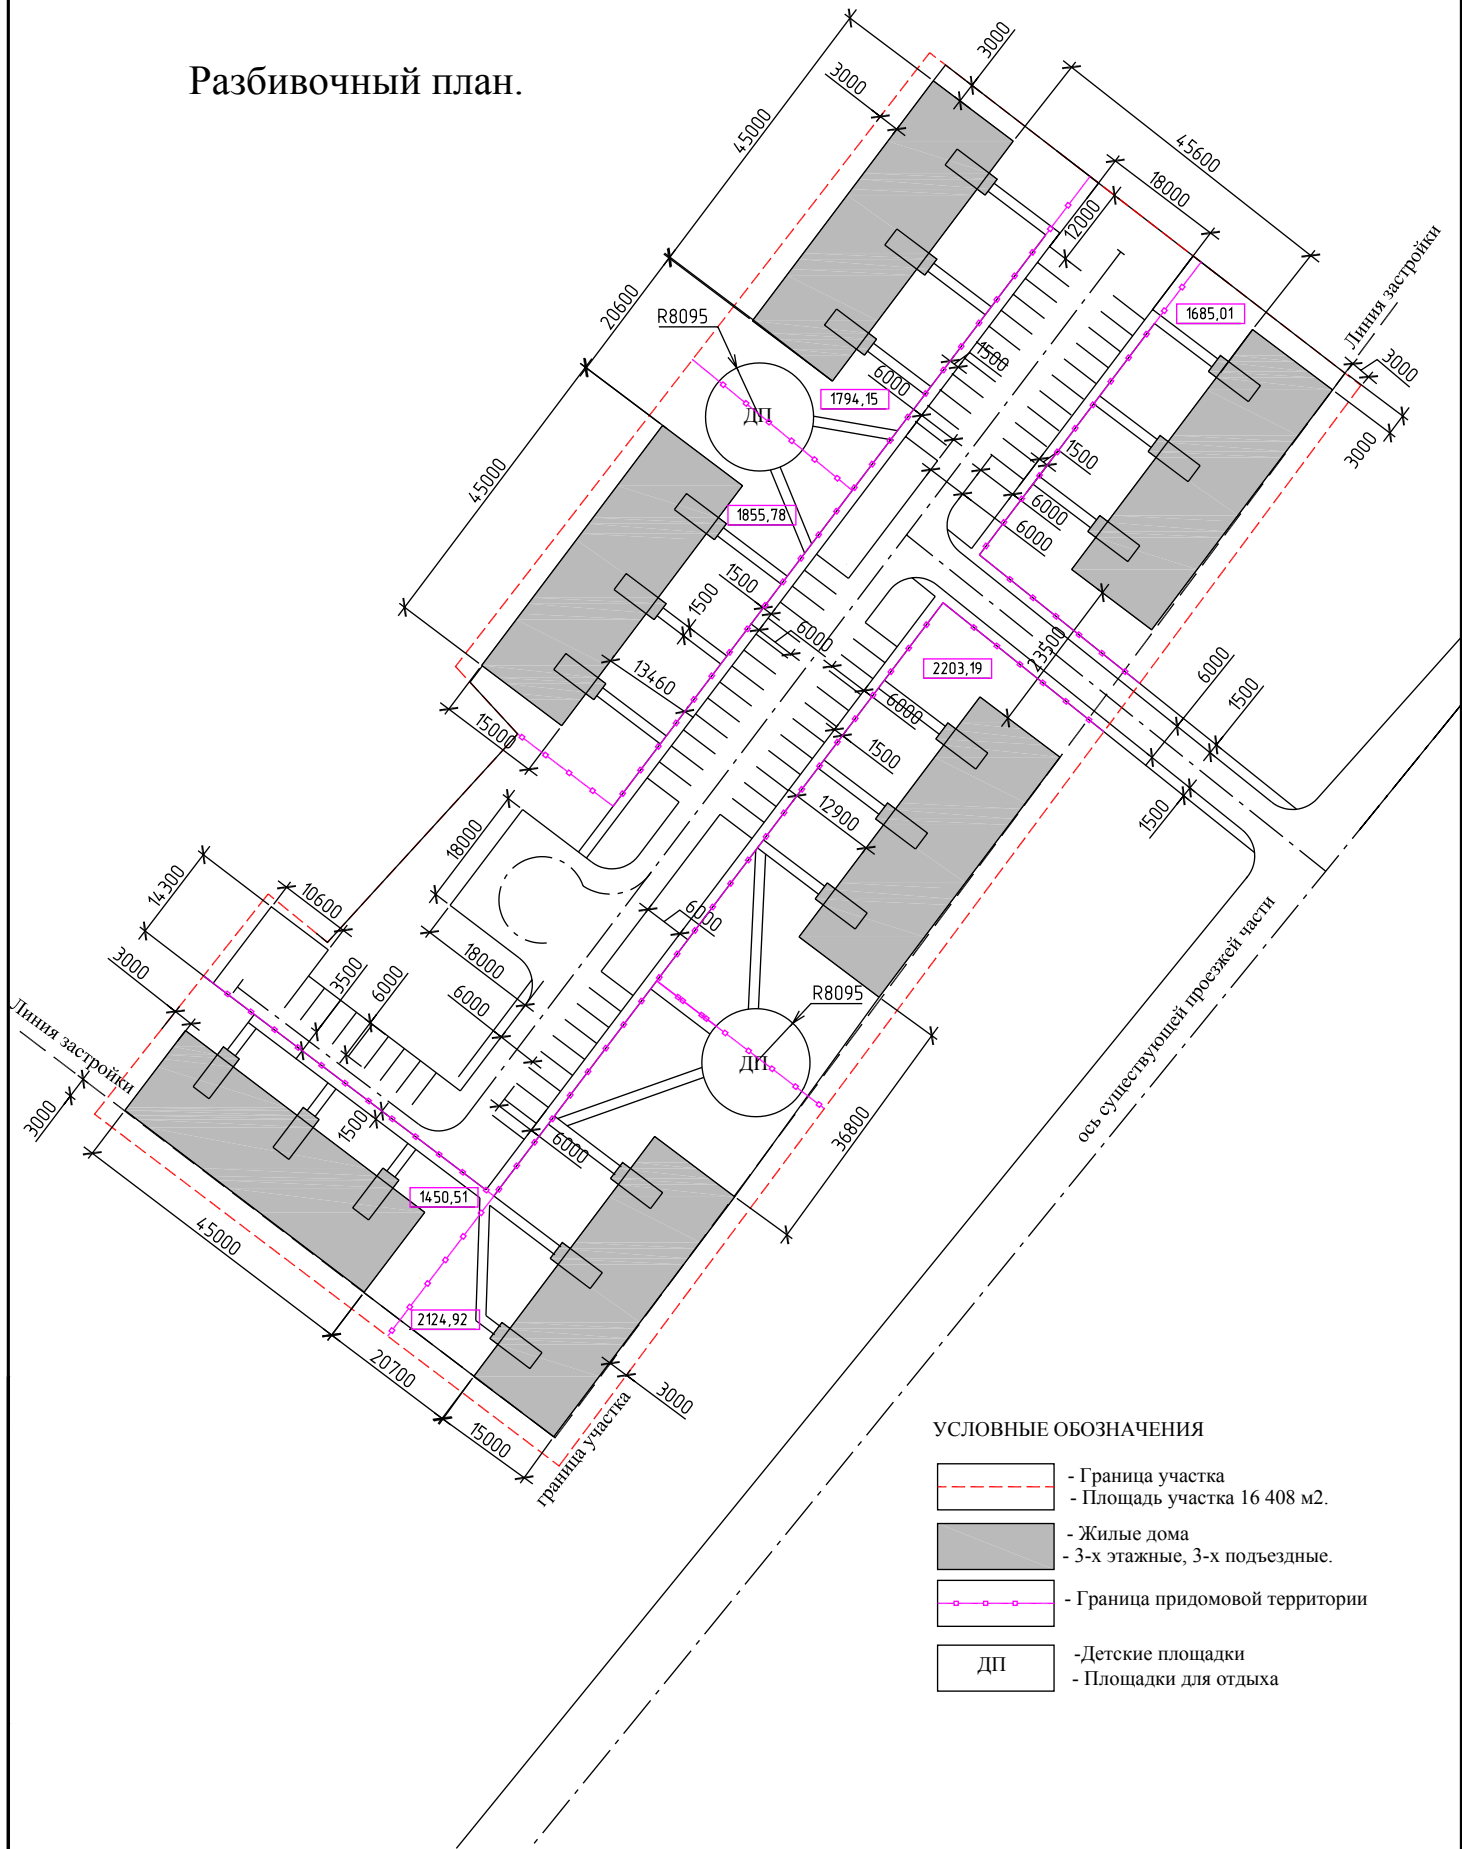 Разбивочный план.
3000
3000
45000
45600
18000
12000
Линия застройки
20600
R8095
1685,01
3000
1500
6000
1794,15
ДП
3000
45000
1500
6000
1855,78
6000
1500
1500
6000
23500
2203,19
13460
6000
6000
1500
15000
1500
12900
1500
18000
14300
10600
6000
18000
3000
3500
6000
6000
ось существующей проезжей части
R8095
Линия застройки
ДП
3000
1500
6000
36800
1450,51
45000
2124,92
20700
3000
15000
граница участка
УСЛОВНЫЕ ОБОЗНАЧЕНИЯ
- Граница участка
- Площадь участка 16 408 м2.
- Жилые дома
- 3-х этажные, 3-х подъездные.
- Граница придомовой территории
ДП
-Детские площадки
- Площадки для отдыха